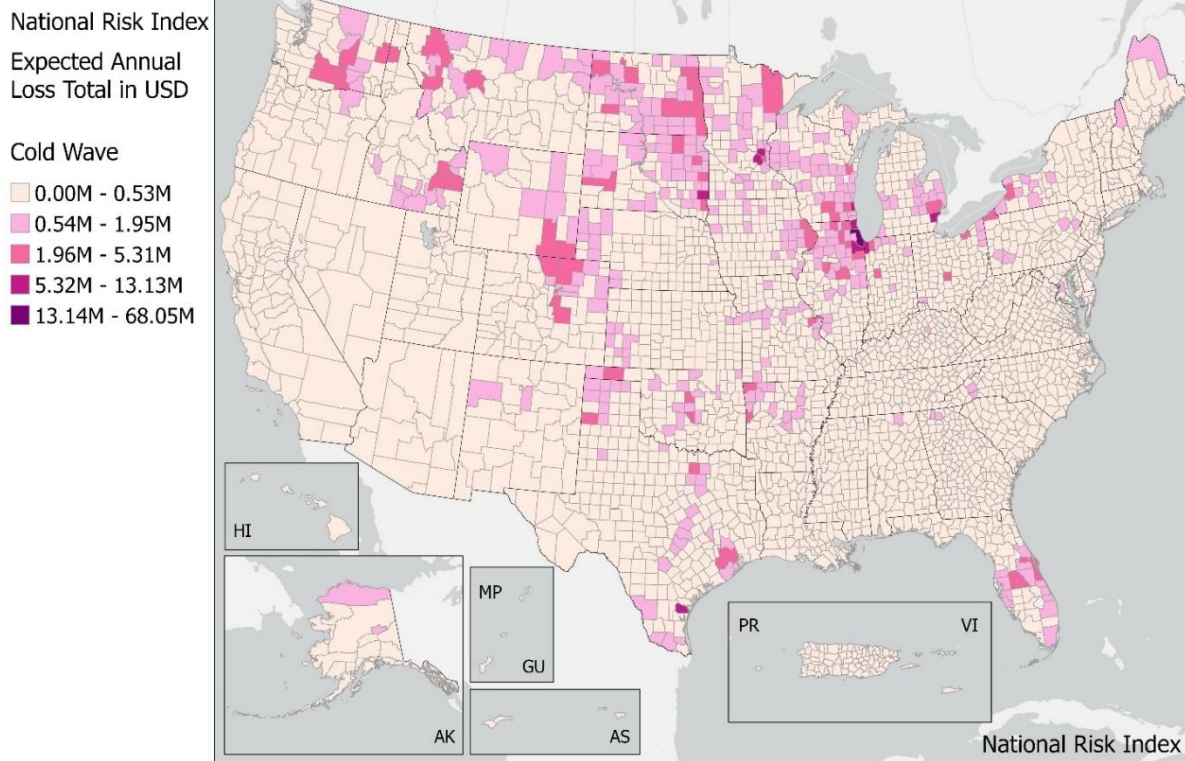 National Risk Index
Expected Annual
Loss Total in USD
Cold Wave
0.00M - 0.53M
0.54M - 1.95M
1.96M - 5.31M
5.32M - 13.13M
13.14M - 68.05M
HI
AK
MP
GU
AS
PR
VI
National Risk Index